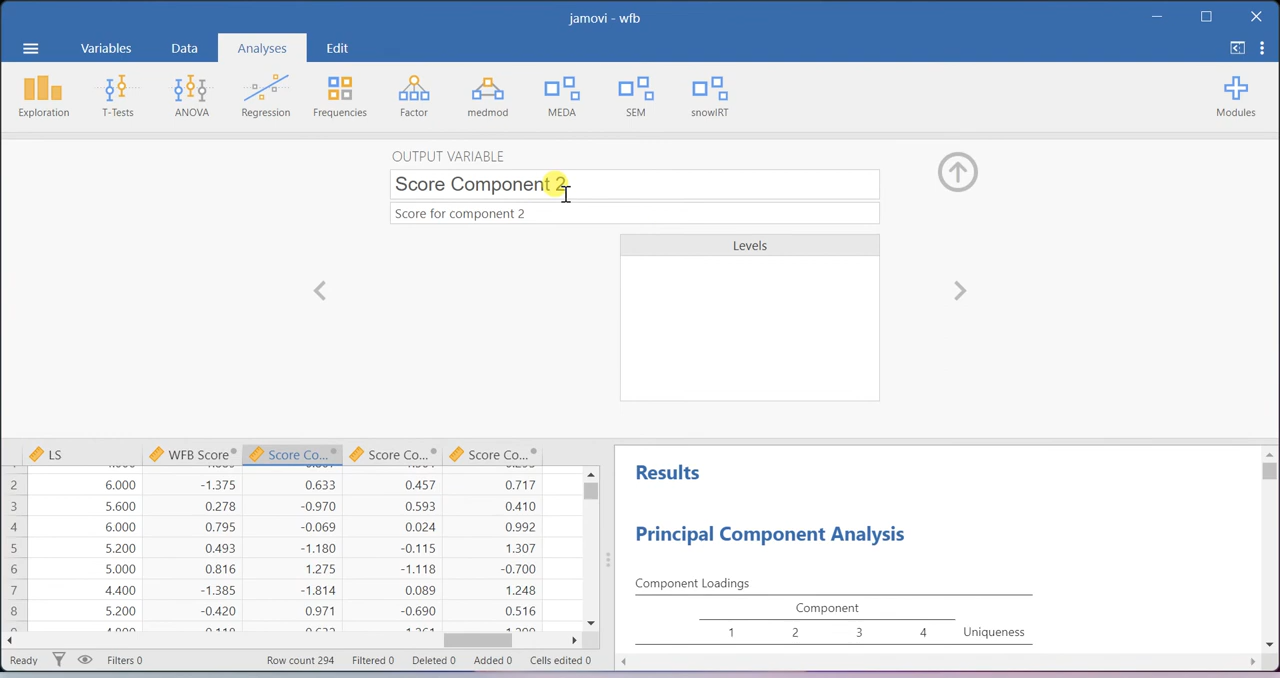 jamovi - wfb
Variables Data Analyses Edit
Exploration T-Tests ANOVA Regression Frequencies Factor medmod MEDA SEM snowIRT Modules
OUTPUT VARIABLE
Score Component 2
Score for component 2
Levels
LS WFB Score Score Co... Score Co... Score Co...
2 6.000 -1.375 0.633 0.457 0.717
3 5.600 0.278 -0.970 0.593 0.410
4 6.000 0.795 -0.069 0.024 0.992
5 5.200 0.493 -1.180 -0.115 1.307
6 5.000 0.816 1.275 -1.118 -0.700
7 4.400 -1.385 -1.814 0.089 1.248
8 5.200 -0.420 0.971 -0.690 0.516
Ready Filters 0 Row count 294 Filtered 0 Deleted 0 Added 0 Cells edited 0
Results
Principal Component Analysis
Component Loadings
Component
1 2 3 4 Uniqueness